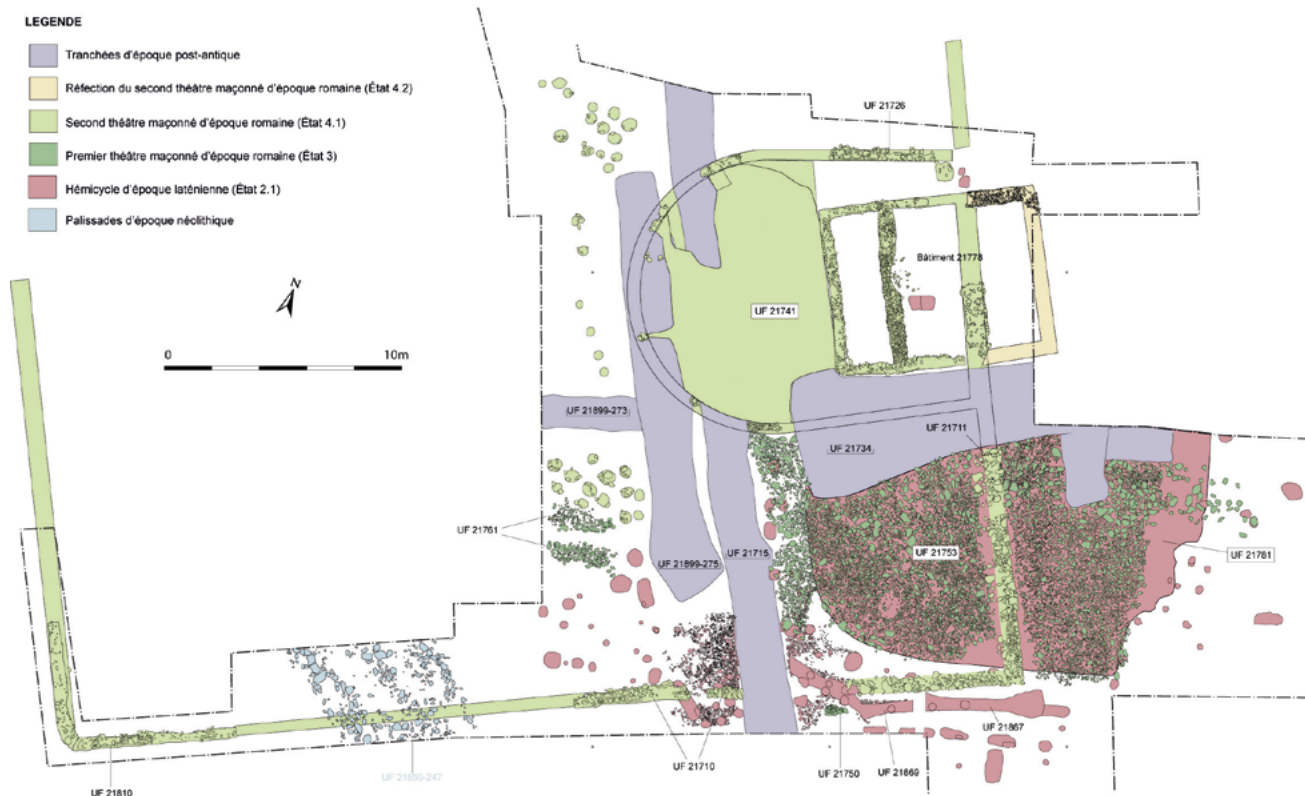 LEGENDE
Tranchées d'époque post-antique
Réfection du second théâtre maçonné d'époque romaine (État 4.2)
Second théâtre maçonné d'époque romaine (État 4.1)
Premier théâtre maçonné d'époque romaine (État 3)
Hémicycle d'époque laténienne (État 2.1)
Palissades d'époque néolithique
N
0 10m
UF 21726
Bâtiment 21778
UF 21741
UF 21899-273
UF 21711
UF 21734
UF 21761
UF 21899-275
UF 21715
UF 21753
UF 21781
UF 21867
UF 21710
UF 21750
UF 21869
UF 21899-247
UF 21810